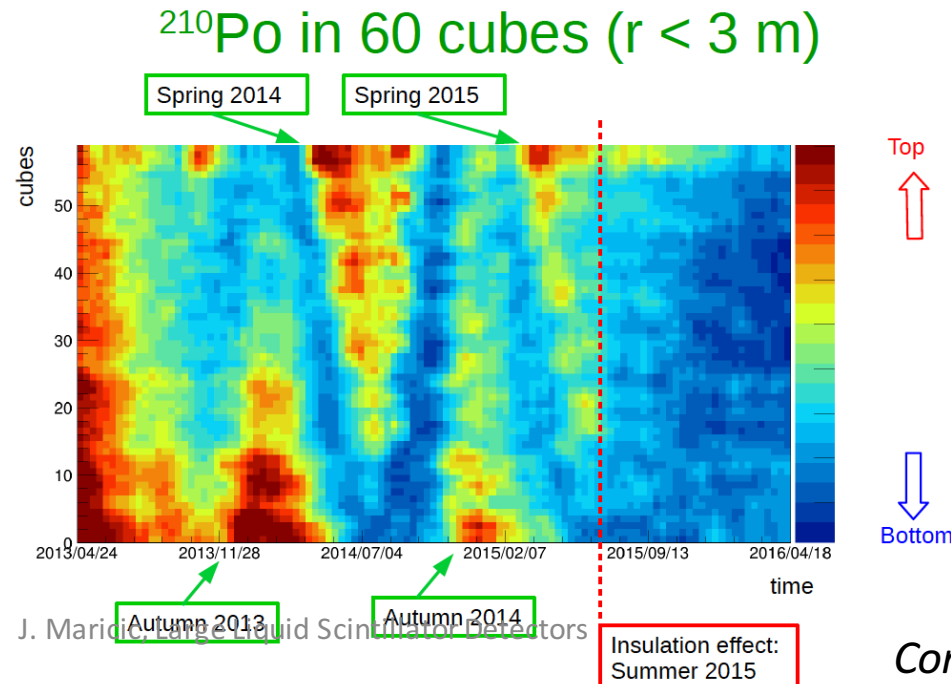 ²¹⁰Po in 60 cubes (r < 3 m)
Spring 2014
Spring 2015
cubes
50
40
30
20
10
0
2013/04/24
2013/11/28
2014/07/04
2015/02/07
2015/09/13
2016/04/18
time
Top
Bottom
Autumn 2013
Autumn 2014
J. Maricic, Large Liquid Scintillator Detectors
Insulation effect:
Summer 2015
Cor